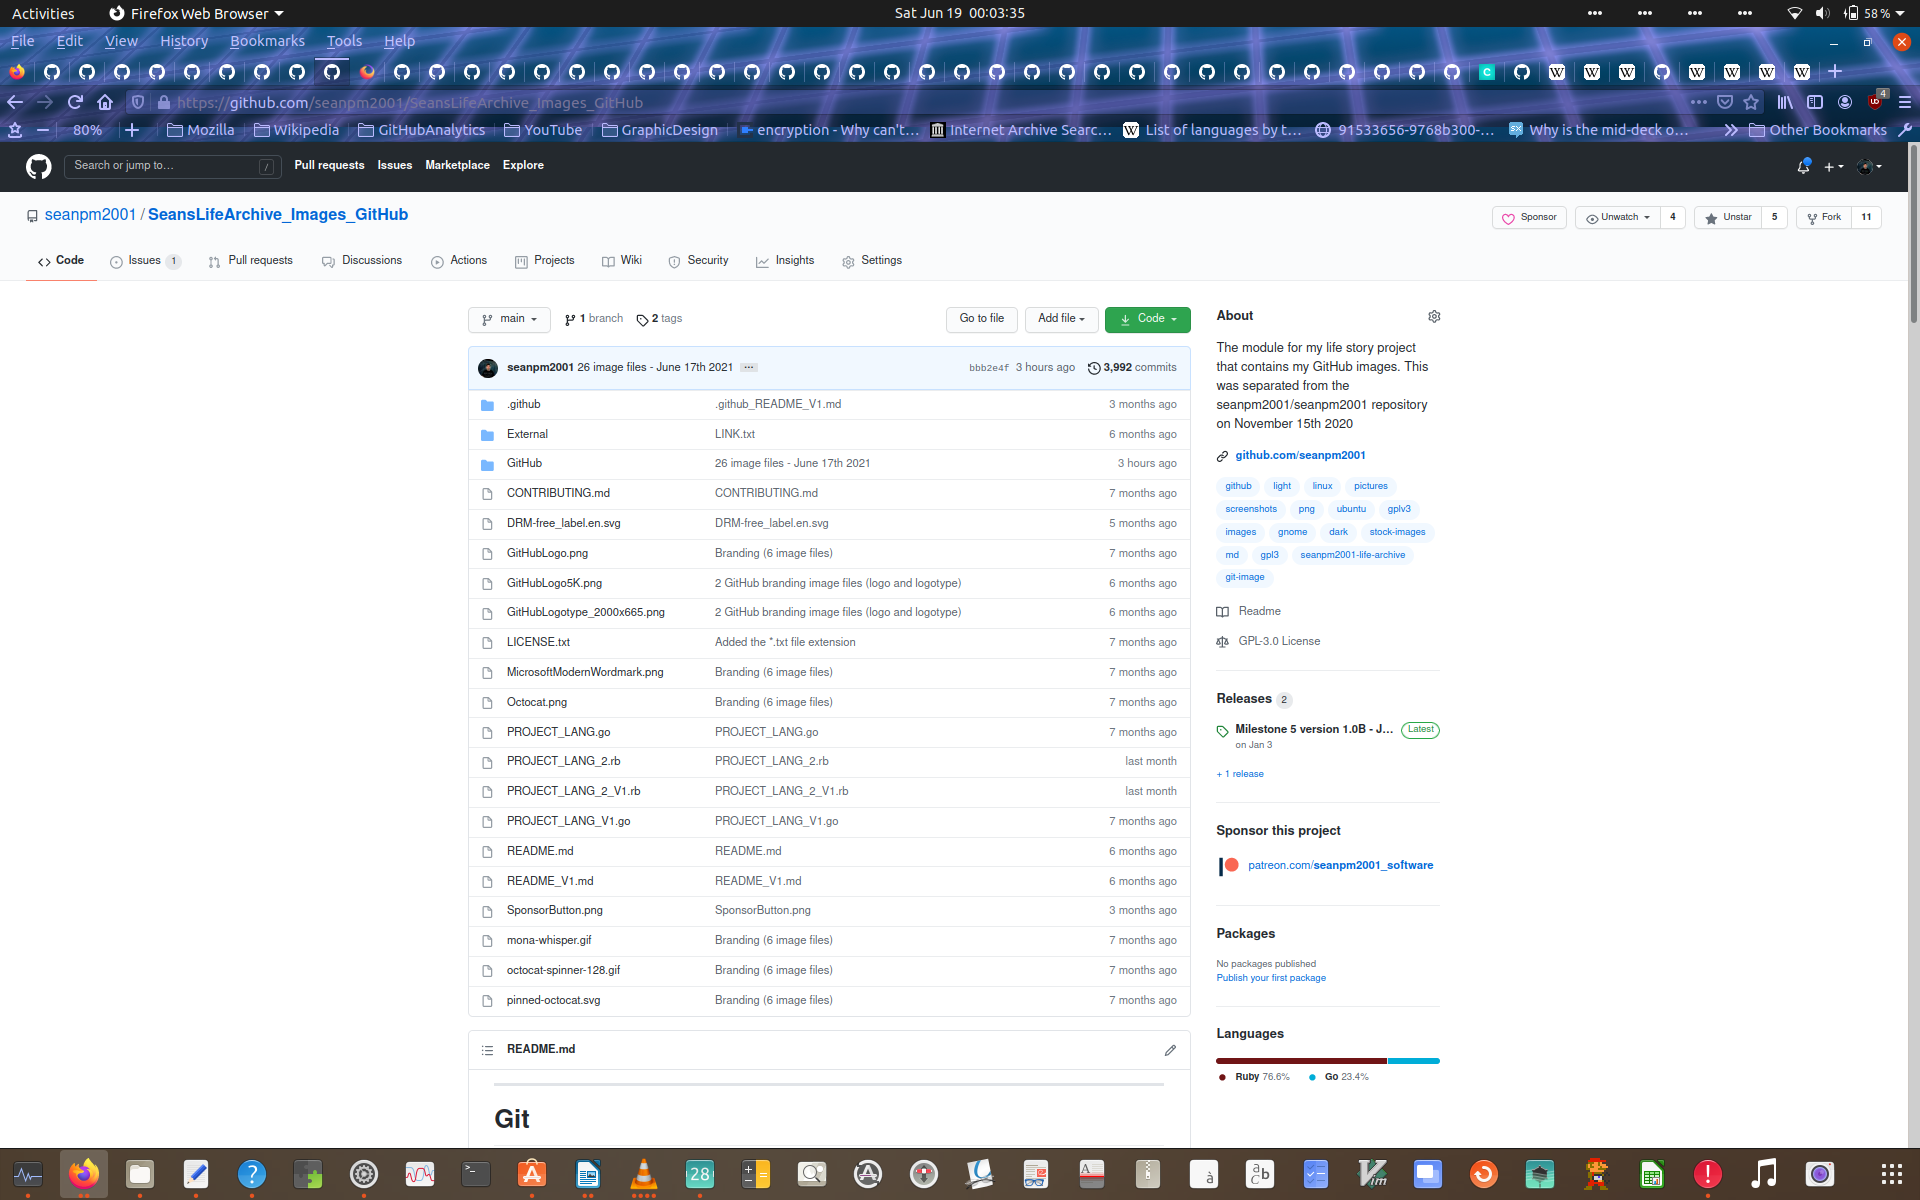 Activities Firefox Web Browser Sat Jun 19 00:03:35 58 %
File Edit View History Bookmarks Tools Help
https://github.com/seanpm2001/SeansLifeArchive_Images_GitHub
4
80% Mozilla Wikipedia GitHubAnalytics YouTube GraphicDesign encryption - Why can't... Internet Archive Searc... List of languages by t... 91533656-9768b300-... Why is the mid-deck o... Other Bookmarks
Search or jump to... / Pull requests Issues Marketplace Explore
seanpm2001 / SeansLifeArchive_Images_GitHub
Sponsor Unwatch 4 Unstar 5 Fork 11
Code Issues 1 Pull requests Discussions Actions Projects Wiki Security Insights Settings
main 1 branch 2 tags Go to file Add file Code
seanpm2001 26 image files - June 17th 2021 ... bbb2e4f 3 hours ago 3,992 commits
.github .github_README_V1.md 3 months ago
External LINK.txt 6 months ago
GitHub 26 image files - June 17th 2021 3 hours ago
CONTRIBUTING.md CONTRIBUTING.md 7 months ago
DRM-free_label.en.svg DRM-free_label.en.svg 5 months ago
GitHubLogo.png Branding (6 image files) 7 months ago
GitHubLogo5K.png 2 GitHub branding image files (logo and logotype) 6 months ago
GitHubLogotype_2000x665.png 2 GitHub branding image files (logo and logotype) 6 months ago
LICENSE.txt Added the *.txt file extension 7 months ago
MicrosoftModernWordmark.png Branding (6 image files) 7 months ago
Octocat.png Branding (6 image files) 7 months ago
PROJECT_LANG.go PROJECT_LANG.go 7 months ago
PROJECT_LANG_2.rb PROJECT_LANG_2.rb last month
PROJECT_LANG_2_V1.rb PROJECT_LANG_2_V1.rb last month
PROJECT_LANG_V1.go PROJECT_LANG_V1.go 7 months ago
README.md README.md 6 months ago
README_V1.md README_V1.md 6 months ago
SponsorButton.png SponsorButton.png 3 months ago
mona-whisper.gif Branding (6 image files) 7 months ago
octocat-spinner-128.gif Branding (6 image files) 7 months ago
pinned-octocat.svg Branding (6 image files) 7 months ago
README.md
Git
About
The module for my life story project
that contains my GitHub images. This
was separated from the
seanpm2001/seanpm2001 repository
on November 15th 2020
github.com/seanpm2001
github light linux pictures
screenshots png ubuntu gplv3
images gnome dark stock-images
md gpl3 seanpm2001-life-archive
git-image
Readme
GPL-3.0 License
Releases 2
Milestone 5 version 1.0B - J... Latest
on Jan 3
+ 1 release
Sponsor this project
patreon.com/seanpm2001_software
Packages
No packages published
Publish your first package
Languages
Ruby 76.6% Go 23.4%
28